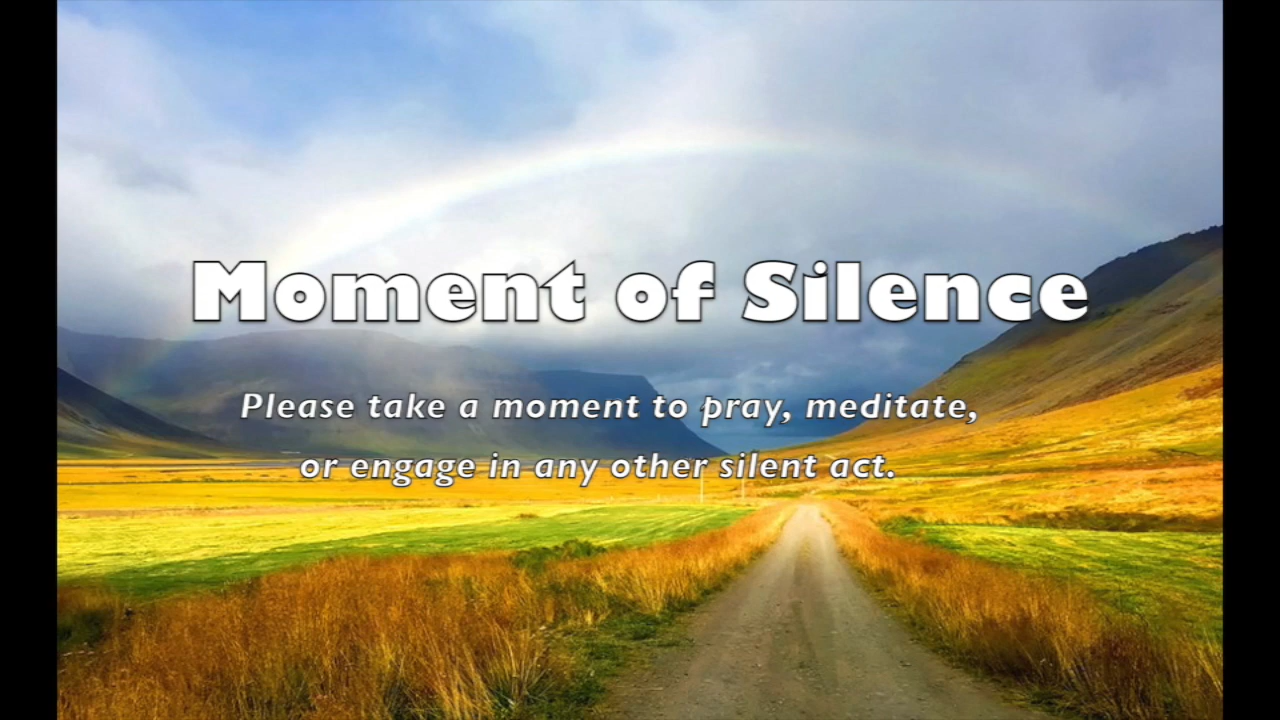 Moment of Silence
Please take a moment to pray, meditate,
or engage in any other silent act.